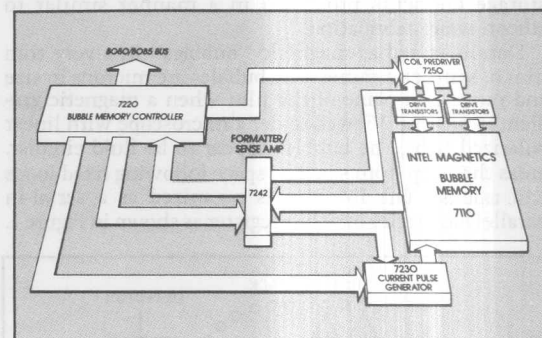 8080/8085 BUS
7220
BUBBLE MEMORY CONTROLLER
FORMATTER/
SENSE AMP
7242
COIL PREDRIVER
7250
DRIVE
TRANSISTORS
DRIVE
TRANSISTORS
INTEL MAGNETICS
BUBBLE
MEMORY
7110
7230
CURRENT PULSE
GENERATOR